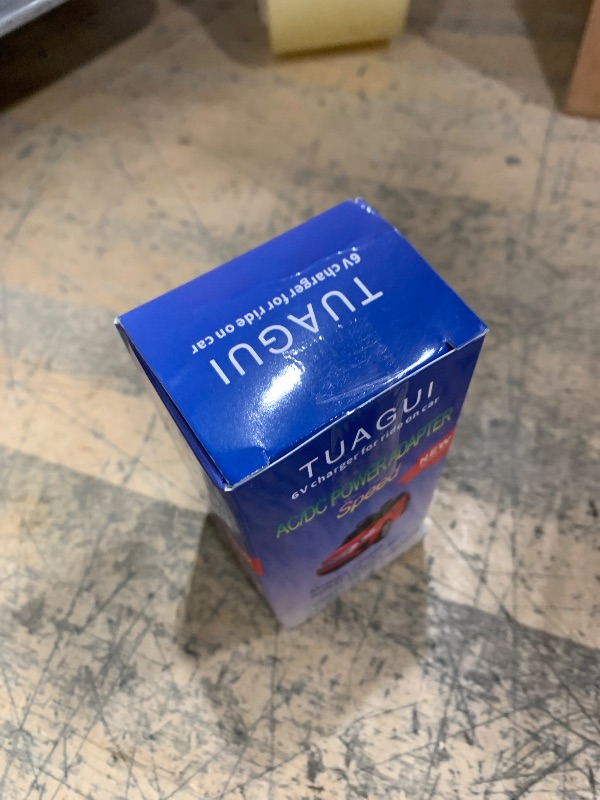 TUAGUI
6V charger for ride on car
TUAGUI
6V charger for ride on car
AC/DC POWER ADAPTER
Speed
NEW